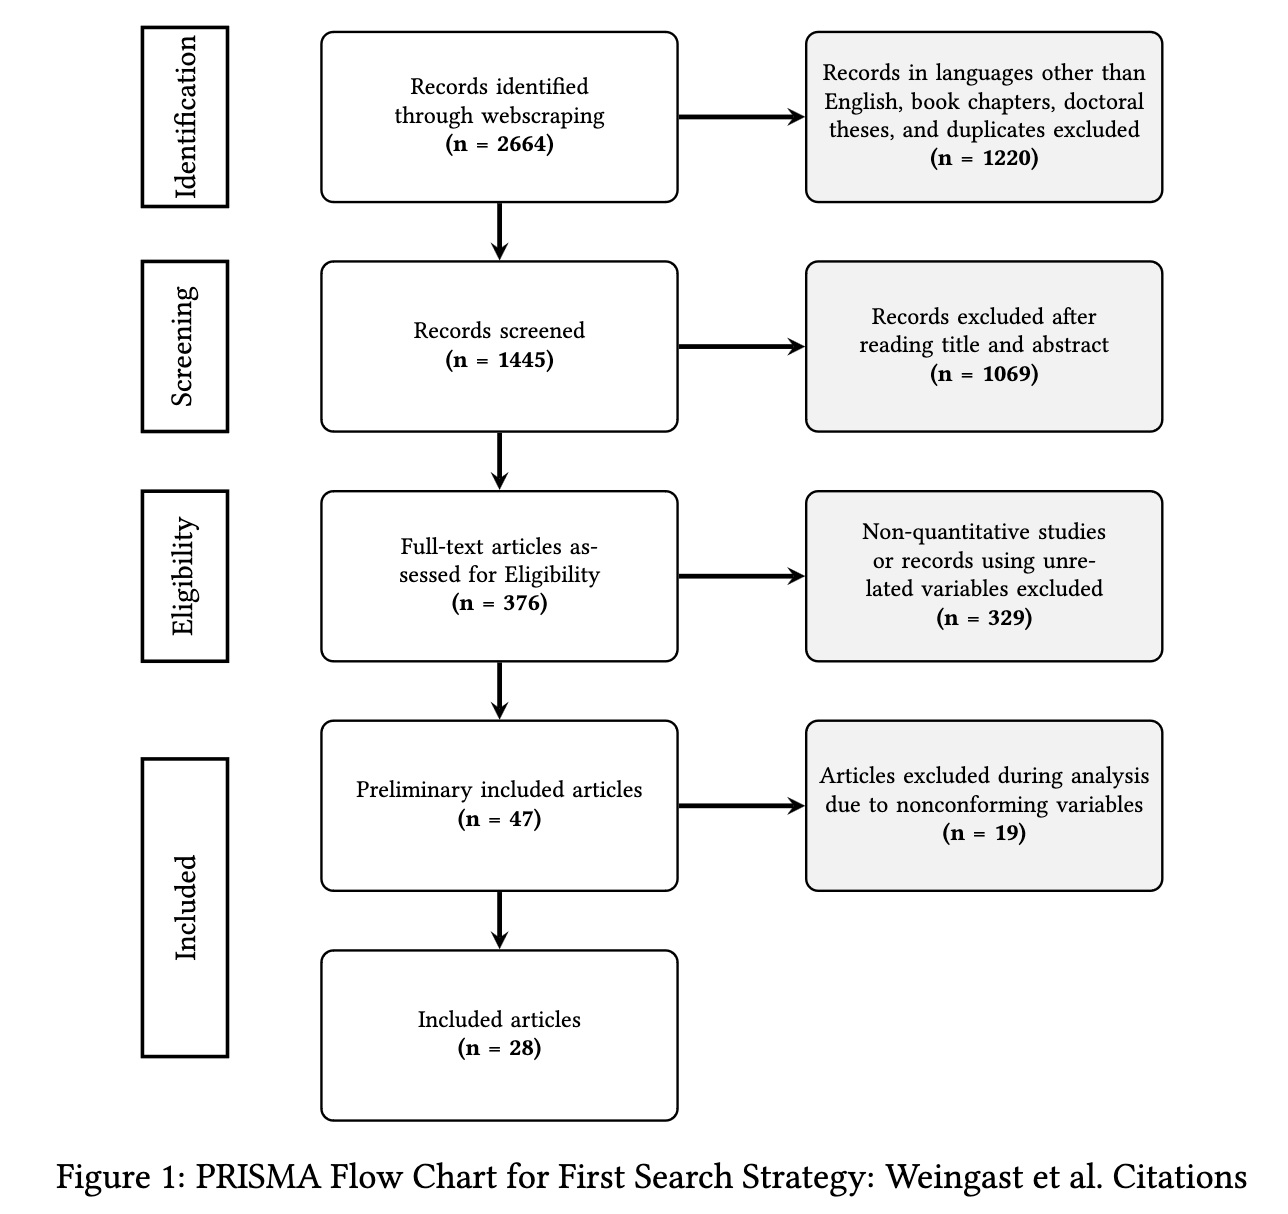 Identification
Records identified
through webscraping
(n = 2664)
Records in languages other than
English, book chapters, doctoral
theses, and duplicates excluded
(n = 1220)
Screening
Records screened
(n = 1445)
Records excluded after
reading title and abstract
(n = 1069)
Eligibility
Full-text articles as-
sessed for Eligibility
(n = 376)
Non-quantitative studies
or records using unre-
lated variables excluded
(n = 329)
Included
Preliminary included articles
(n = 47)
Articles excluded during analysis
due to nonconforming variables
(n = 19)
Included articles
(n = 28)
Figure 1: PRISMA Flow Chart for First Search Strategy: Weingast et al. Citations